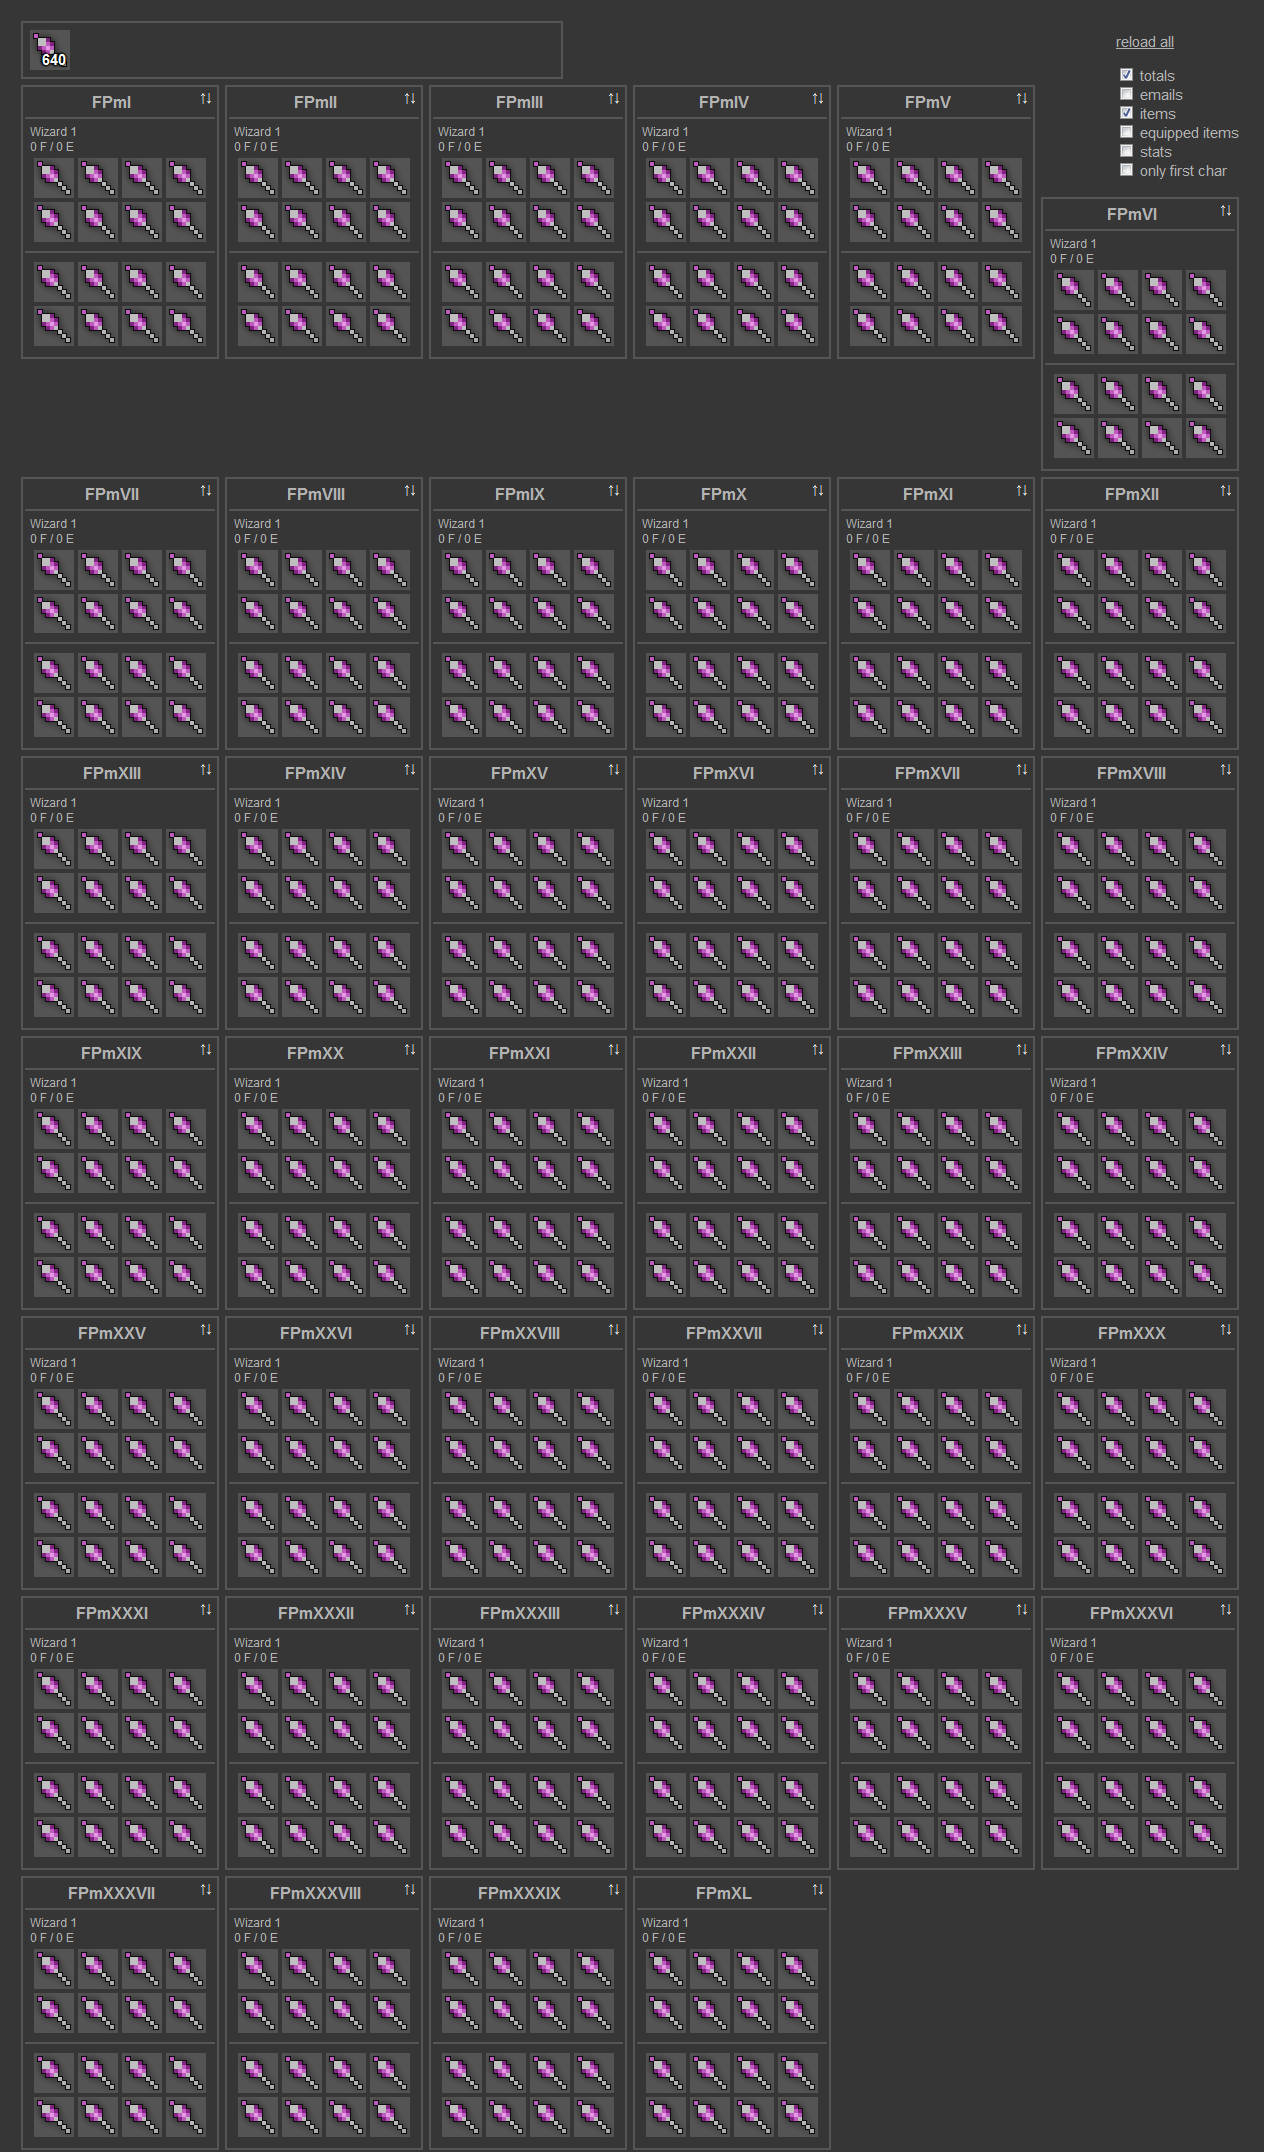 640
reload all
totals
emails
items
equipped items
stats
only first char
FPmI ↑↓
Wizard 1
0 F / 0 E
FPmII ↑↓
Wizard 1
0 F / 0 E
FPmIII ↑↓
Wizard 1
0 F / 0 E
FPmIV ↑↓
Wizard 1
0 F / 0 E
FPmV ↑↓
Wizard 1
0 F / 0 E
FPmVI ↑↓
Wizard 1
0 F / 0 E
FPmVII ↑↓
Wizard 1
0 F / 0 E
FPmVIII ↑↓
Wizard 1
0 F / 0 E
FPmIX ↑↓
Wizard 1
0 F / 0 E
FPmX ↑↓
Wizard 1
0 F / 0 E
FPmXI ↑↓
Wizard 1
0 F / 0 E
FPmXII ↑↓
Wizard 1
0 F / 0 E
FPmXIII ↑↓
Wizard 1
0 F / 0 E
FPmXIV ↑↓
Wizard 1
0 F / 0 E
FPmXV ↑↓
Wizard 1
0 F / 0 E
FPmXVI ↑↓
Wizard 1
0 F / 0 E
FPmXVII ↑↓
Wizard 1
0 F / 0 E
FPmXVIII ↑↓
Wizard 1
0 F / 0 E
FPmXIX ↑↓
Wizard 1
0 F / 0 E
FPmXX ↑↓
Wizard 1
0 F / 0 E
FPmXXI ↑↓
Wizard 1
0 F / 0 E
FPmXXII ↑↓
Wizard 1
0 F / 0 E
FPmXXIII ↑↓
Wizard 1
0 F / 0 E
FPmXXIV ↑↓
Wizard 1
0 F / 0 E
FPmXXV ↑↓
Wizard 1
0 F / 0 E
FPmXXVI ↑↓
Wizard 1
0 F / 0 E
FPmXXVIII ↑↓
Wizard 1
0 F / 0 E
FPmXXVII ↑↓
Wizard 1
0 F / 0 E
FPmXXIX ↑↓
Wizard 1
0 F / 0 E
FPmXXX ↑↓
Wizard 1
0 F / 0 E
FPmXXXI ↑↓
Wizard 1
0 F / 0 E
FPmXXXII ↑↓
Wizard 1
0 F / 0 E
FPmXXXIII ↑↓
Wizard 1
0 F / 0 E
FPmXXXIV ↑↓
Wizard 1
0 F / 0 E
FPmXXXV ↑↓
Wizard 1
0 F / 0 E
FPmXXXVI ↑↓
Wizard 1
0 F / 0 E
FPmXXXVII ↑↓
Wizard 1
0 F / 0 E
FPmXXXVIII ↑↓
Wizard 1
0 F / 0 E
FPmXXXIX ↑↓
Wizard 1
0 F / 0 E
FPmXL ↑↓
Wizard 1
0 F / 0 E